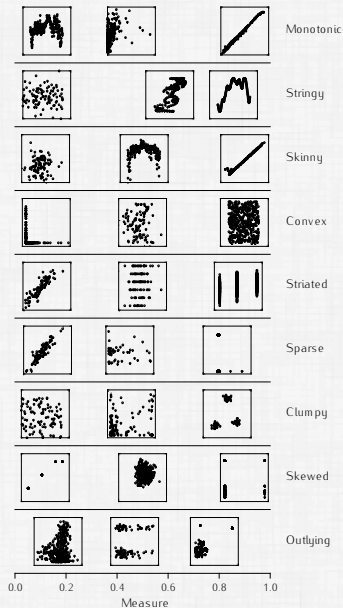 Monotonic
Stringy
Skinny
Convex
Striated
Sparse
Clumpy
Skewed
Outlying
0.0 0.2 0.4 0.6 0.8 1.0
Measure